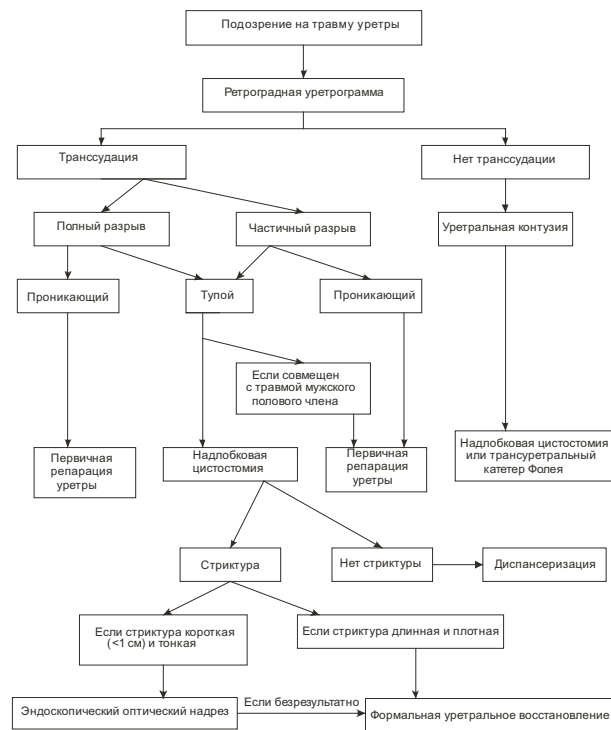 Подозрение на травму уретры
Ретроградная уретрограмма
Транссудация
Нет транссудации
Полный разрыв
Частичный разрыв
Уретральная контузия
Проникающий
Тупой
Проникающий
Если совмещен
с травмой мужского
полового члена
Первичная
репарация
уретры
Надлобковая
цистостомия
Первичная
репарация
уретры
Надлобковая цистостомия
или трансуретральный
катетер Фолея
Стриктура
Нет стриктуры
Диспансеризация
Если стриктура короткая
(<1 см) и тонкая
Если стриктура длинная и плотная
Эндоскопический оптический надрез
Если безрезультатно
Формальная уретральное восстановление